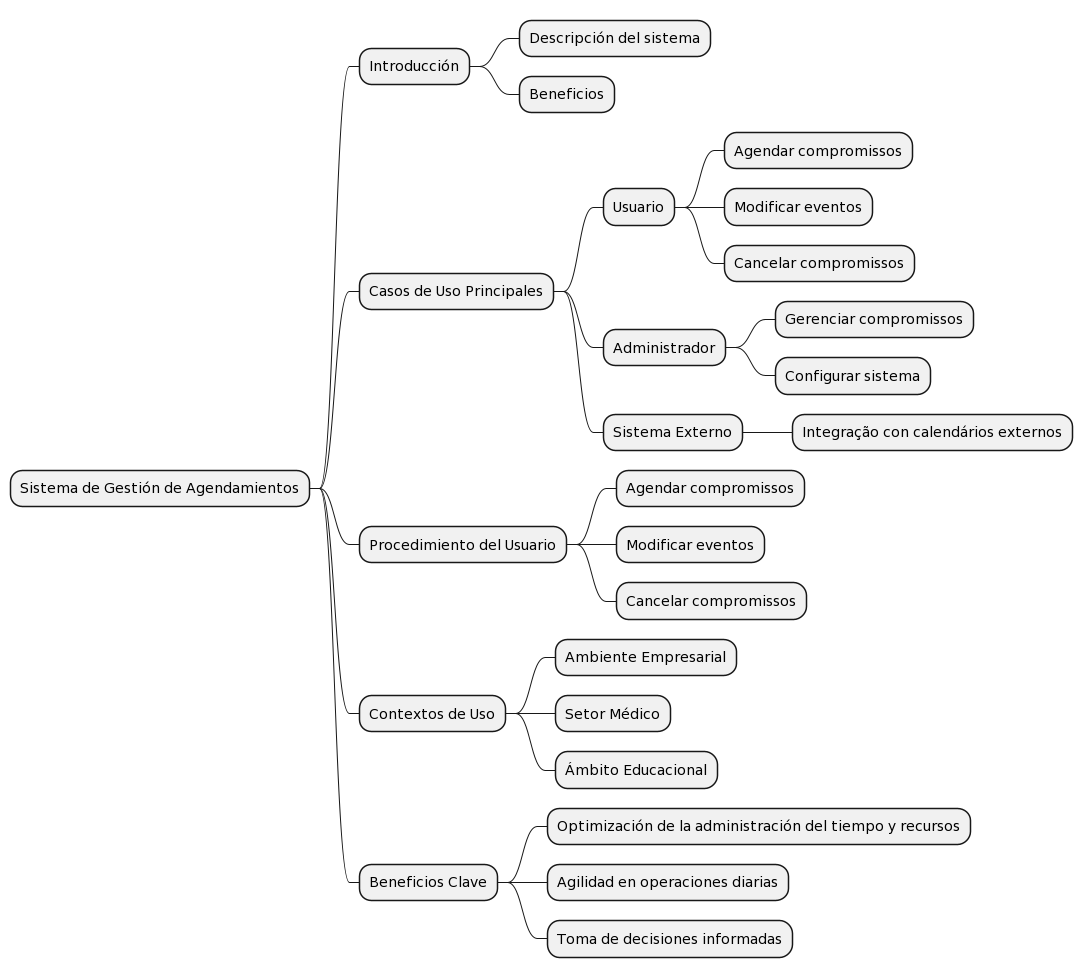 Sistema de Gestión de Agendamientos
Introducción
Descripción del sistema
Beneficios
Casos de Uso Principales
Usuario
Agendar compromissos
Modificar eventos
Cancelar compromissos
Administrador
Gerenciar compromissos
Configurar sistema
Sistema Externo
Integração con calendários externos
Procedimiento del Usuario
Agendar compromissos
Modificar eventos
Cancelar compromissos
Contextos de Uso
Ambiente Empresarial
Setor Médico
Ámbito Educacional
Beneficios Clave
Optimización de la administración del tiempo y recursos
Agilidad en operaciones diarias
Toma de decisiones informadas